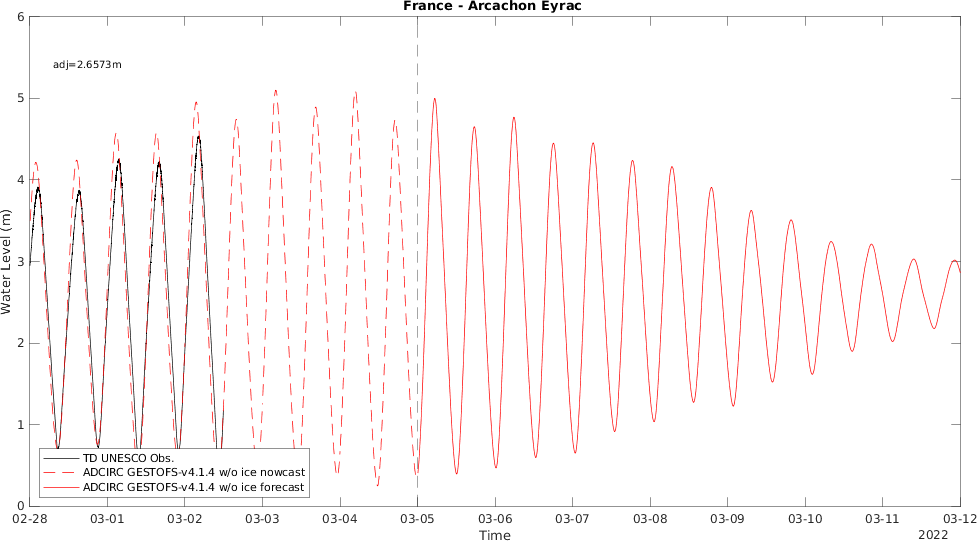 France - Arcachon Eyrac
adj=2.6573m
Water Level (m)
6
5
4
3
2
1
0
TD UNESCO Obs.
ADCIRC GESTOFS-v4.1.4 w/o ice nowcast
ADCIRC GESTOFS-v4.1.4 w/o ice forecast
02-28 03-01 03-02 03-03 03-04 03-05 03-06 03-07 03-08 03-09 03-10 03-11 03-12
Time
2022